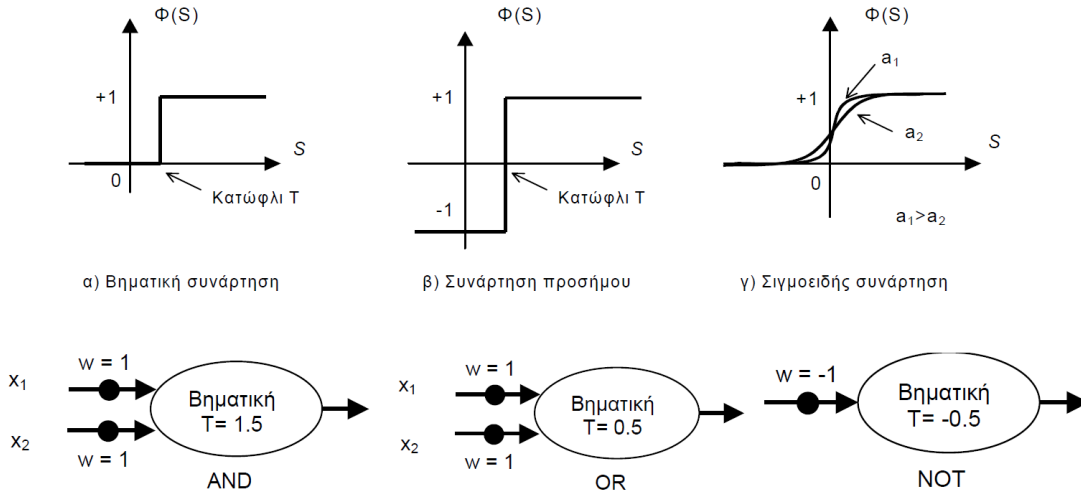 Φ(S)
+1
S
0
Κατώφλι Τ
α) Βηματική συνάρτηση
Φ(S)
+1
S
-1
Κατώφλι Τ
β) Συνάρτηση προσήμου
Φ(S)
a1
+1
a2
S
0
a1>a2
γ) Σιγμοειδής συνάρτηση
w = 1
x1
Βηματική
T= 1.5
x2
w = 1
AND
w = 1
x1
Βηματική
T= 0.5
x2
w = 1
OR
w = -1
Βηματική
T= -0.5
NOT